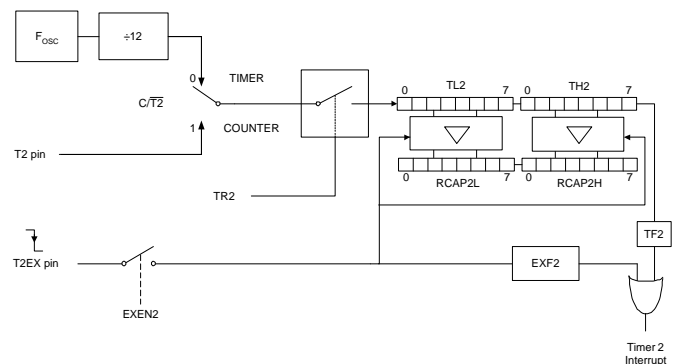 FOSC
÷12
0
TIMER
C/T2
1
COUNTER
T2 pin
TR2
0
TL2
7
0
TH2
7
0
7
RCAP2L
0
7
RCAP2H
TF2
T2EX pin
EXEN2
EXF2
Timer 2
Interrupt